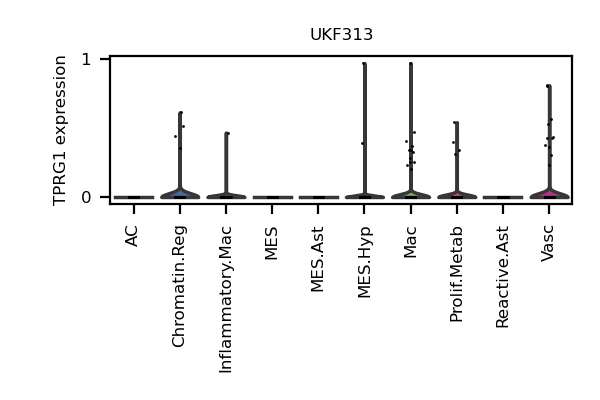 UKF313
TPRG1 expression
1
0
AC
Chromatin.Reg
Inflammatory.Mac
MES
MES.Ast
MES.Hyp
Mac
Prolif.Metab
Reactive.Ast
Vasc